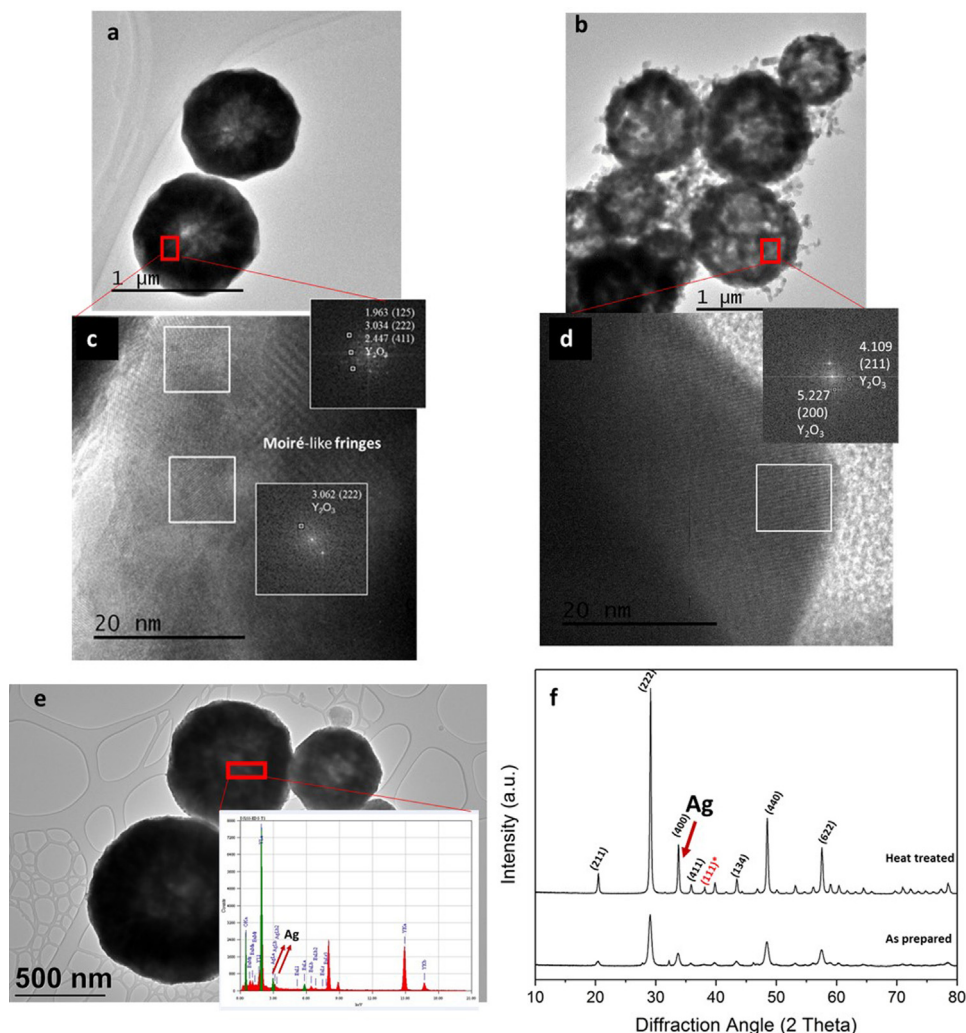 a
1 µm
b
1 µm
c
1.963 (125)
3.034 (222)
2.447 (411)
Y₂O₃
Moiré-like fringes
3.062 (222)
Y₂O₃
20 nm
d
4.109
(211)
Y₂O₃
5.227
(200)
Y₂O₃
20 nm
e
Ag
500 nm
f
Intensity (a.u.)
(222)
Ag
(400)
(440)
(622)
(211)
(411)
(111)*
(134)
Heat treated
As prepared
10 20 30 40 50 60 70 80
Diffraction Angle (2 Theta)